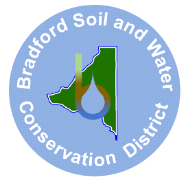 Bradford Soil and Water
Conservation District
b